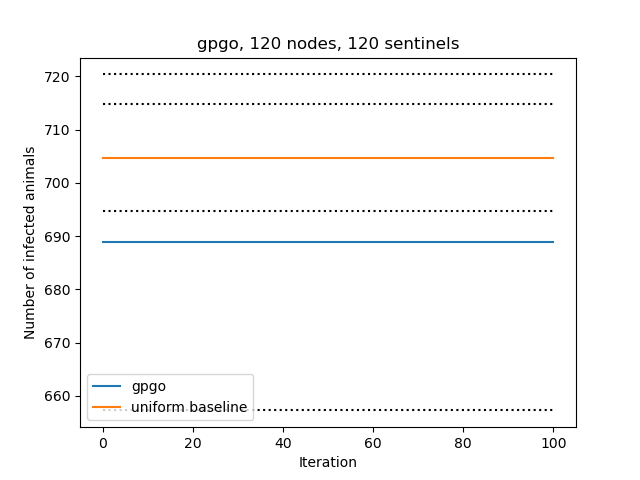 gpgo, 120 nodes, 120 sentinels
720
710
700
690
680
670
660
Number of infected animals
gpgo
uniform baseline
0 20 40 60 80 100
Iteration